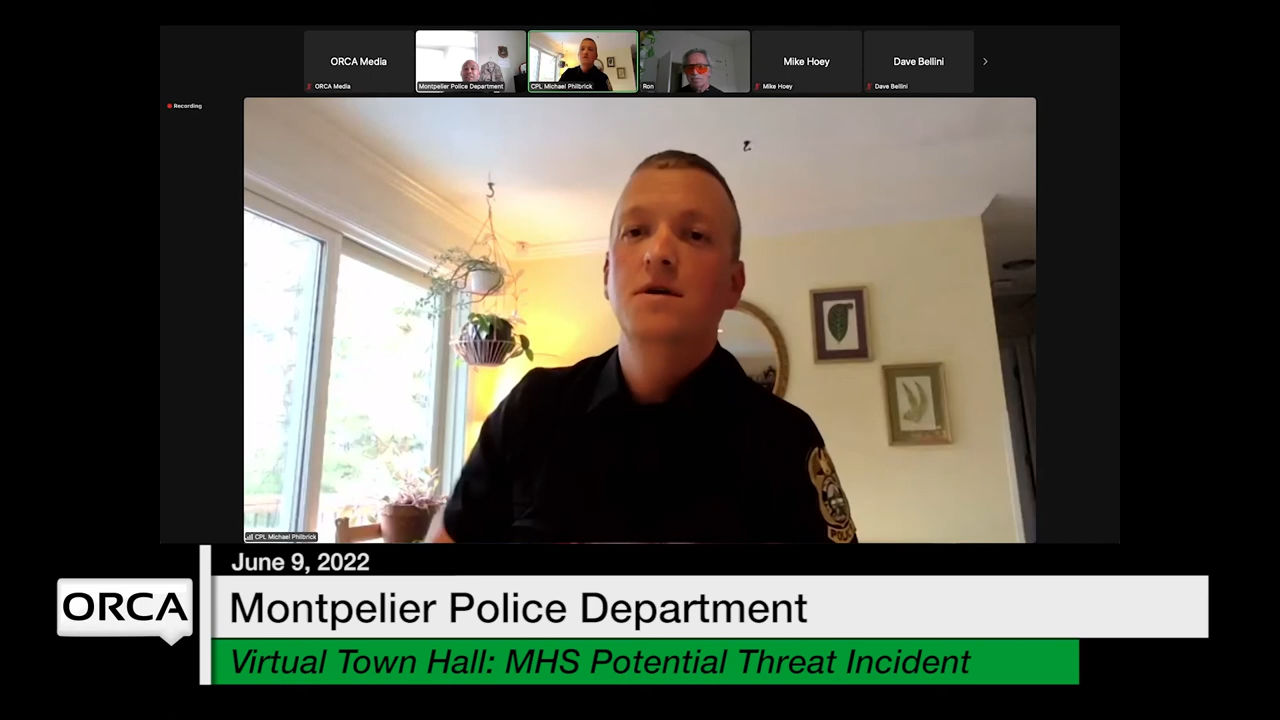 ORCA Media
Mike Hoey
Dave Bellini
ORCA Media
Montpelier Police Department
CPL Michael Philbrick
Ron
Mike Hoey
Dave Bellini
Recording
POLICE
CPL Michael Philbrick
June 9, 2022
ORCA
Montpelier Police Department
Virtual Town Hall: MHS Potential Threat Incident